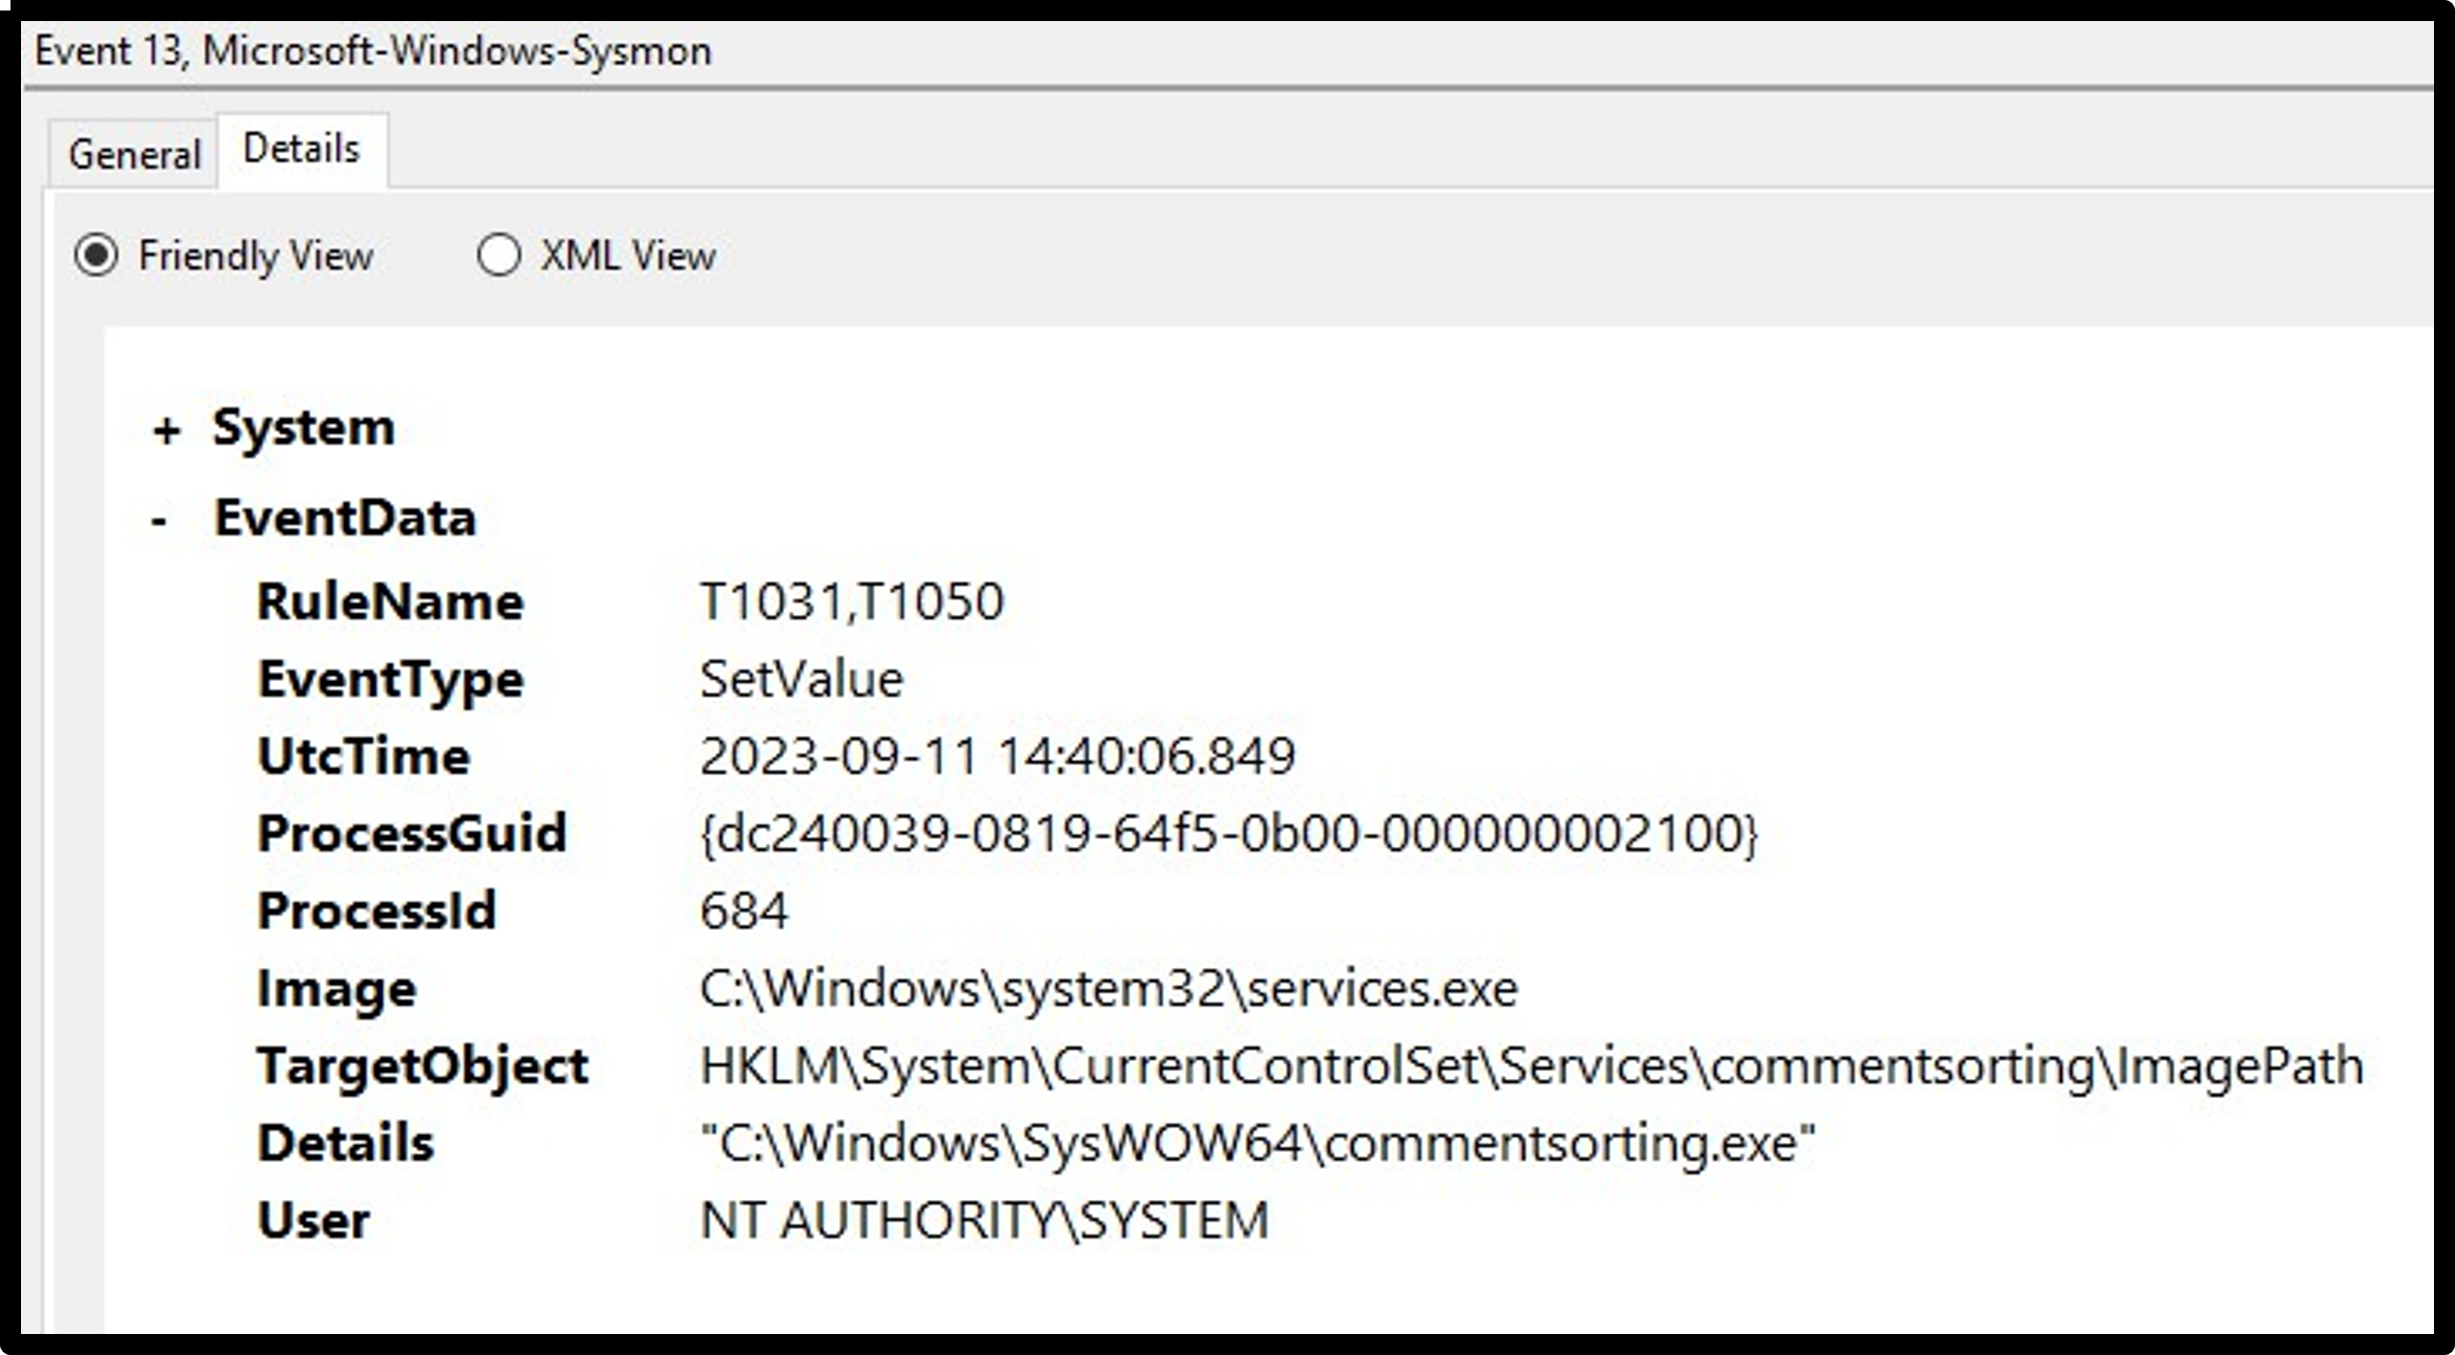 Event 13, Microsoft-Windows-Sysmon
General Details
Friendly View XML View
+ System
- EventData
RuleName T1031,T1050
EventType SetValue
UtcTime 2023-09-11 14:40:06.849
ProcessGuid {dc240039-0819-64f5-0b00-000000002100}
ProcessId 684
Image C:\Windows\system32\services.exe
TargetObject HKLM\System\CurrentControlSet\Services\commentsorting\ImagePath
Details "C:\Windows\SysWOW64\commentsorting.exe"
User NT AUTHORITY\SYSTEM